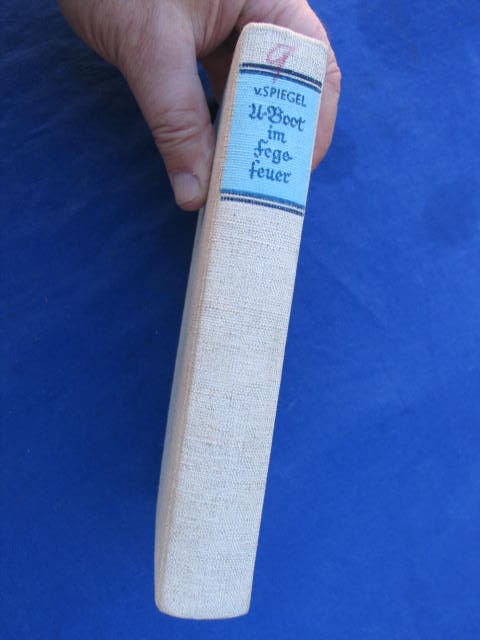 9
v.SPIEGEL
U-Boot
im
Fege-
feuer